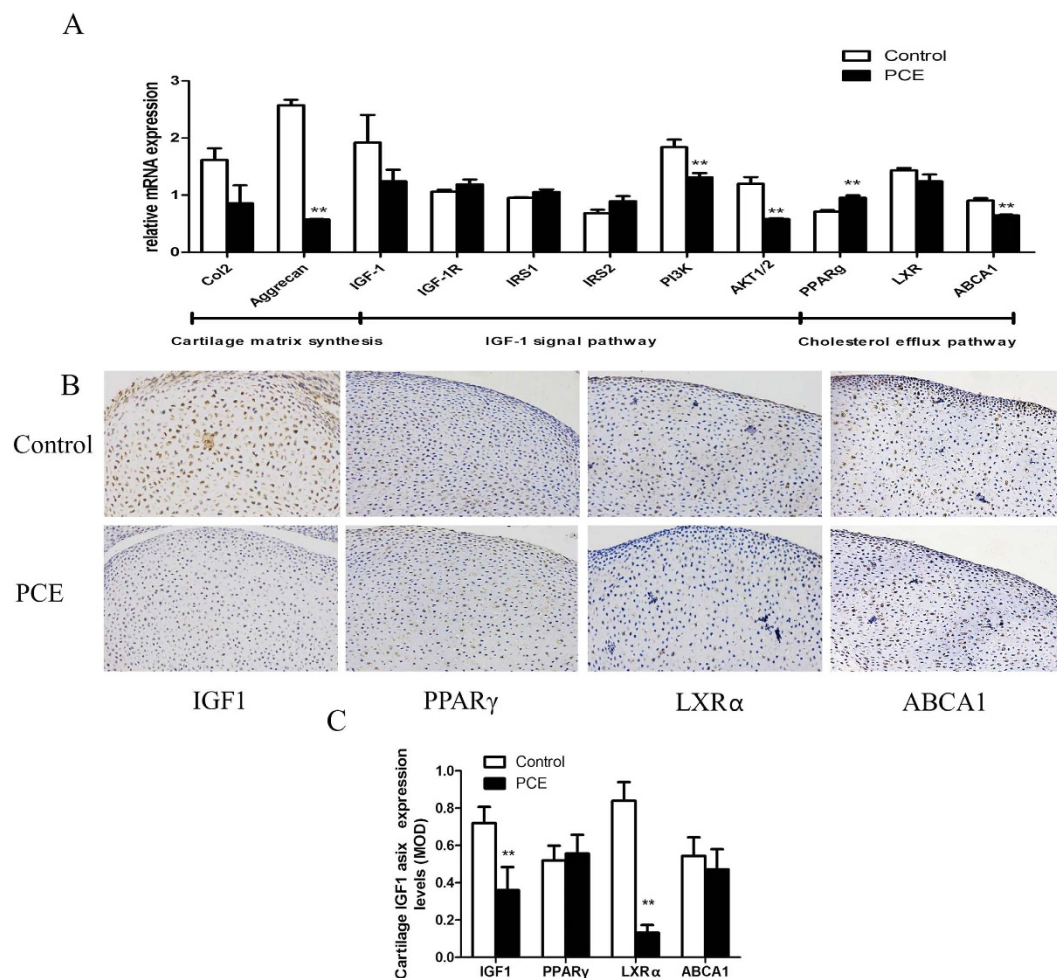 A
Control
PCE
relative mRNA expression
3
2
1
0
**
**
**
**
**
Col2
Aggrecan
IGF-1
IGF-1R
IRS1
IRS2
PI3K
AKT1/2
PPARg
LXR
ABCA1
Cartilage matrix synthesis
IGF-1 signal pathway
Cholesterol efflux pathway
B
Control
PCE
IGF1
PPARγ
LXRα
ABCA1
C
Control
PCE
Cartilage IGF1 asix expression
levels (MOD)
1.0
0.8
0.6
0.4
0.2
0.0
**
**
IGF1
PPARγ
LXRα
ABCA1